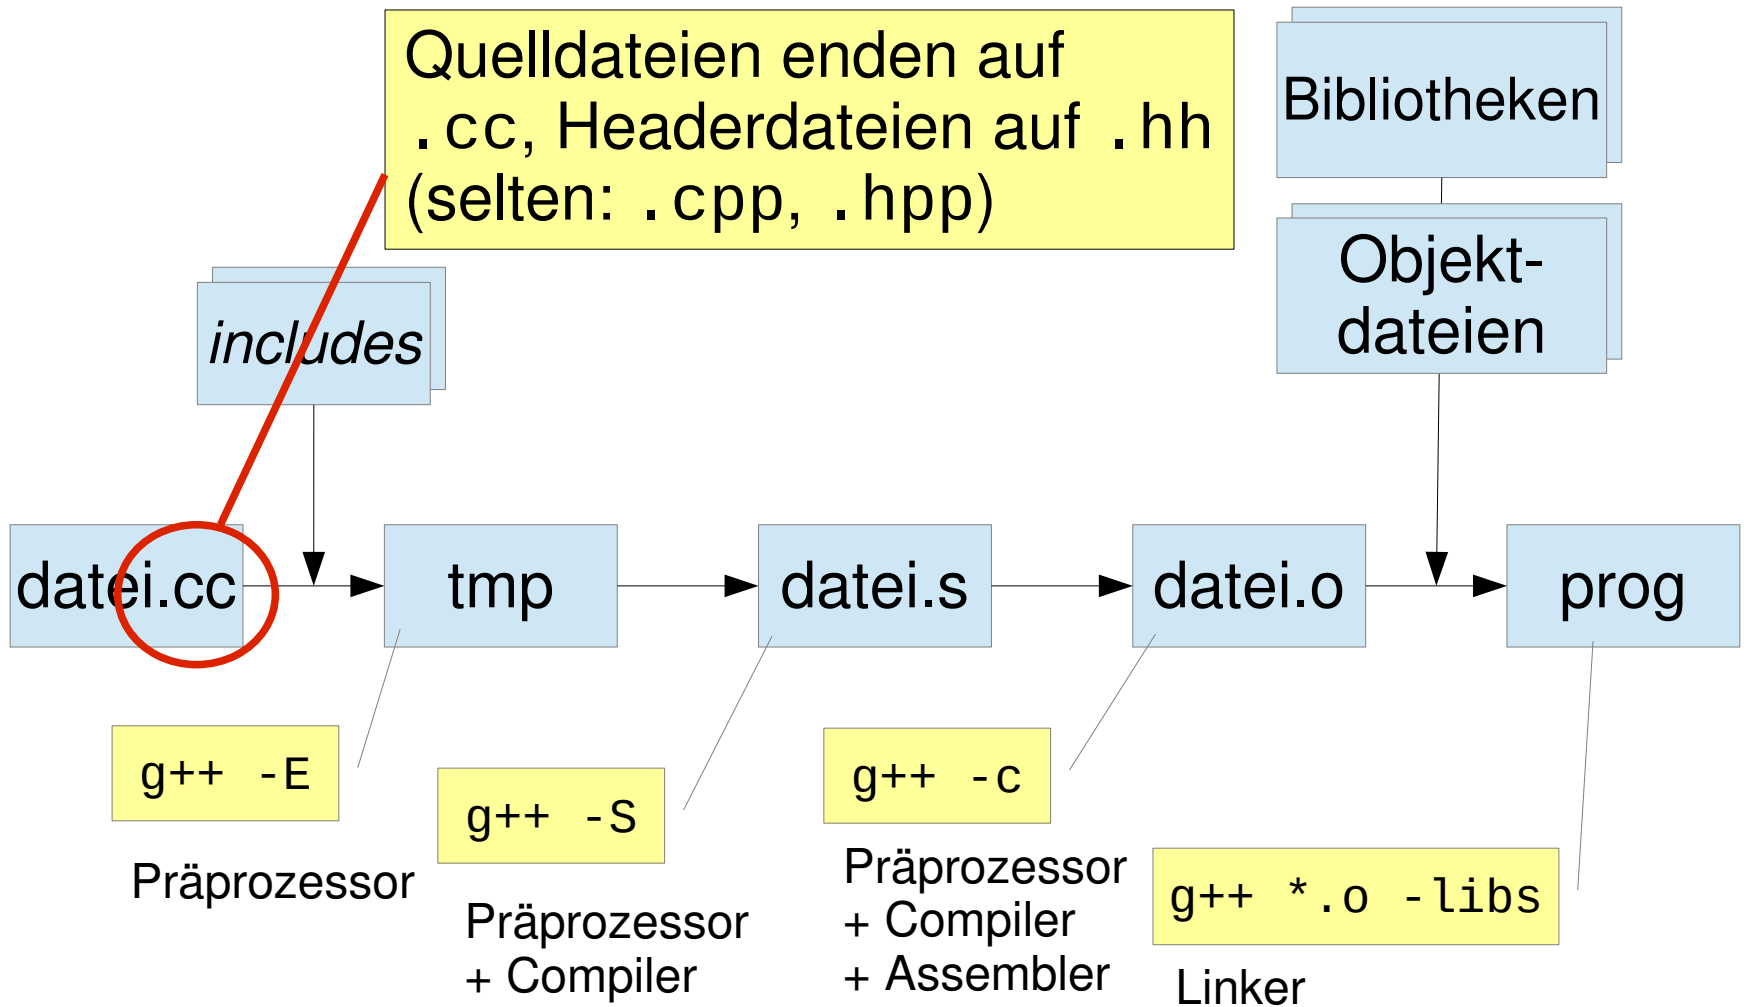 Quelldateien enden auf
.cc, Headerdateien auf .hh
(selten: .cpp, .hpp)
Bibliotheken
Objekt-
dateien
includes
datei.cc
tmp
datei.s
datei.o
prog
g++ -E
Präprozessor
g++ -S
Präprozessor
+ Compiler
g++ -c
Präprozessor
+ Compiler
+ Assembler
g++ *.o -libs
Linker